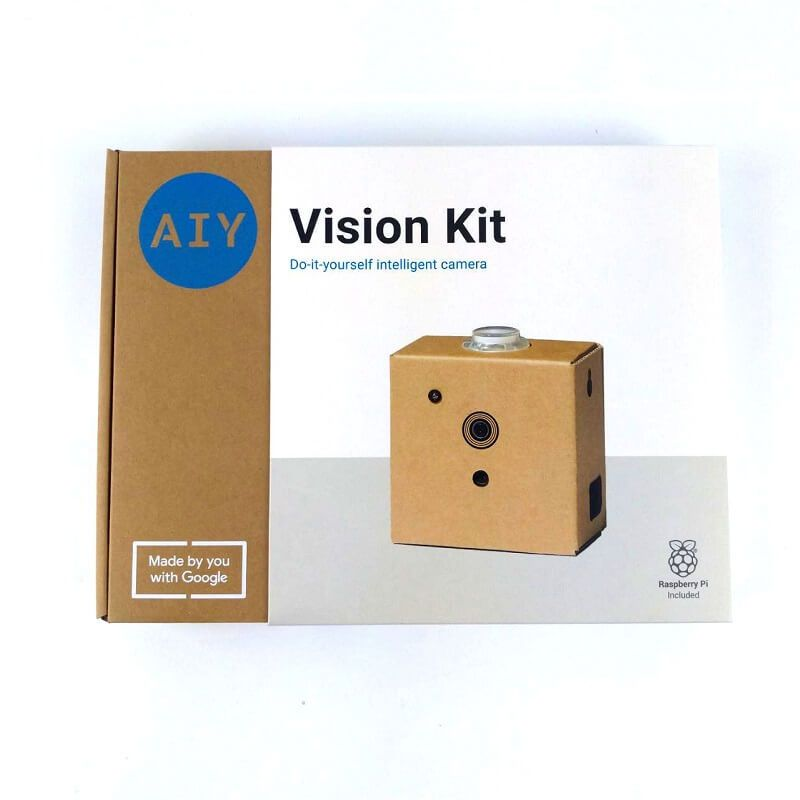 AIY
Vision Kit
Do-it-yourself intelligent camera
Made by you
with Google
Raspberry Pi
Included